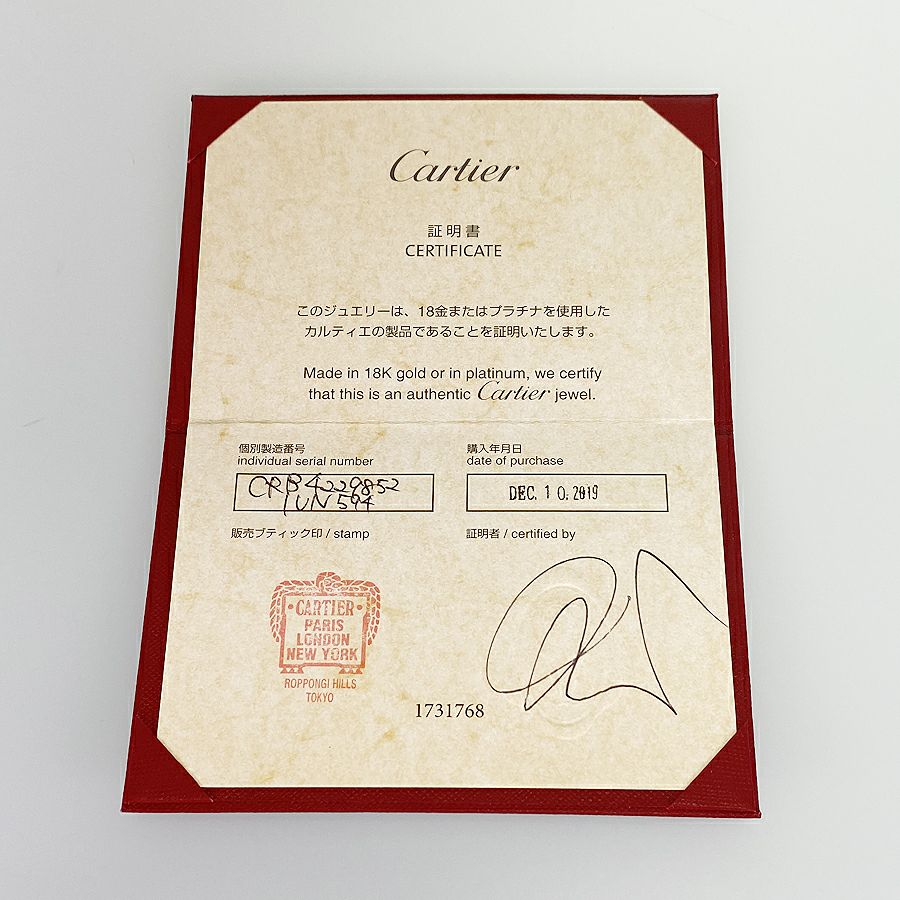 Cartier
証明書
CERTIFICATE
このジュエリーは、18金またはプラチナを使用した
カルティエの製品であることを証明いたします。
Made in 18K gold or in platinum, we certify
that this is an authentic Cartier jewel.
個別製造番号
individual serial number
CRB4229852
IUN594
購入年月日
date of purchase
DEC. 10. 2019
販売ブティック印 / stamp
証明者 / certified by
CARTIER
PARIS
LONDON
NEW YORK
ROPPONGI HILLS
TOKYO
1731768